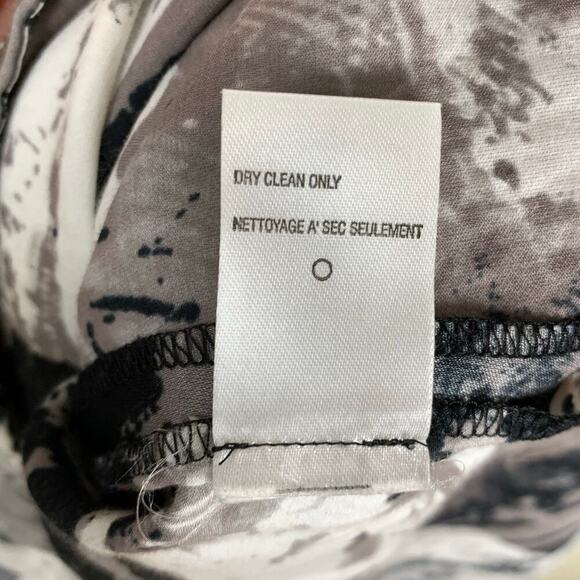 DRY CLEAN ONLY
NETTOYAGE A' SEC SEULEMENT